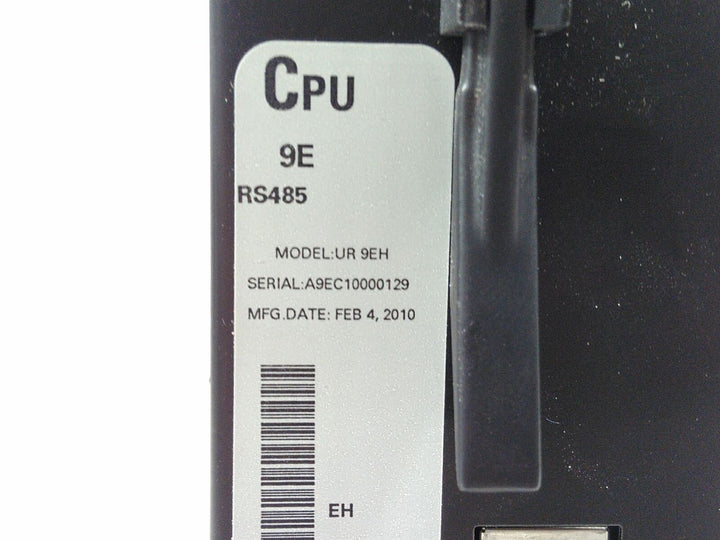 CPU
9E
RS485
MODEL:UR 9EH
SERIAL:A9EC10000129
MFG.DATE: FEB 4, 2010
EH